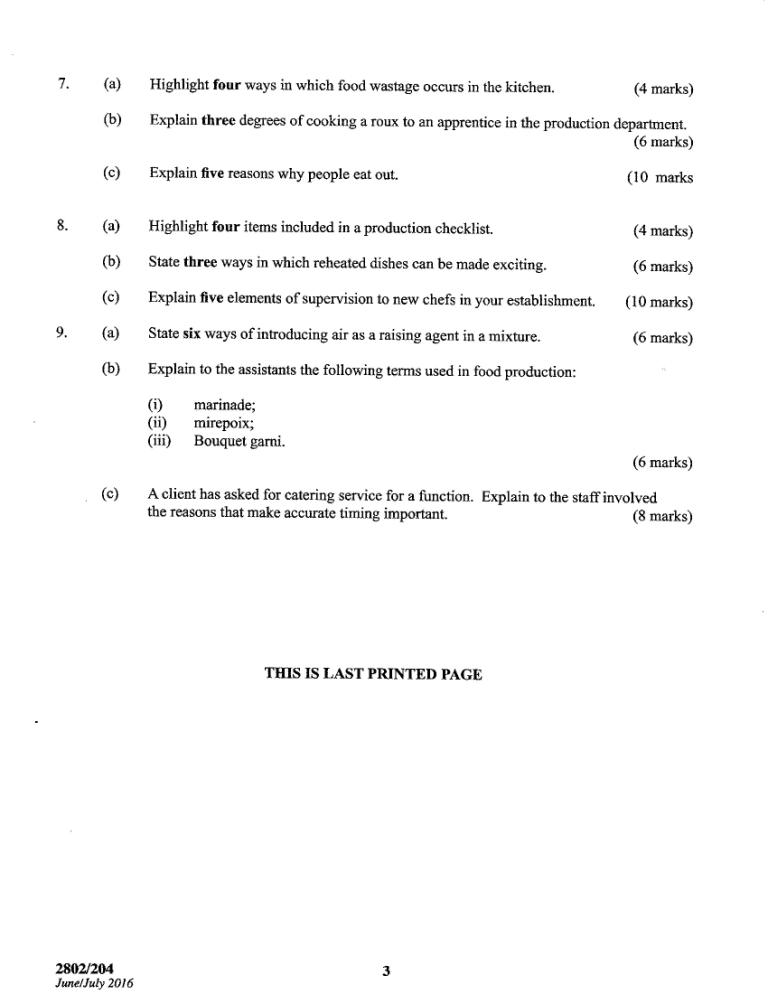 7. (a) Highlight four ways in which food wastage occurs in the kitchen. (4 marks)
(b) Explain three degrees of cooking a roux to an apprentice in the production department.
(6 marks)
(c) Explain five reasons why people eat out. (10 marks
8. (a) Highlight four items included in a production checklist. (4 marks)
(b) State three ways in which reheated dishes can be made exciting. (6 marks)
(c) Explain five elements of supervision to new chefs in your establishment. (10 marks)
9. (a) State six ways of introducing air as a raising agent in a mixture. (6 marks)
(b) Explain to the assistants the following terms used in food production:
(i) marinade;
(ii) mirepoix;
(iii) Bouquet garni.
(6 marks)
(c) A client has asked for catering service for a function. Explain to the staff involved
the reasons that make accurate timing important. (8 marks)
THIS IS LAST PRINTED PAGE
2802/204 3
June/July 2016